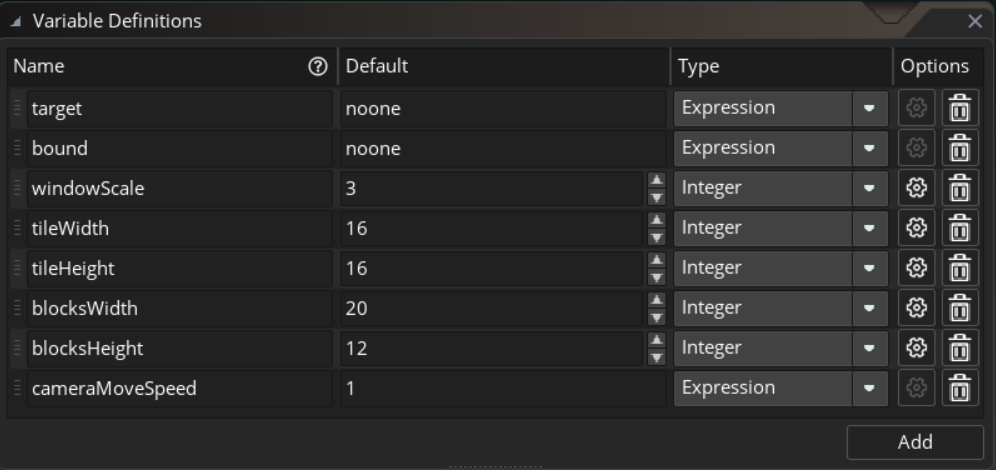 Variable Definitions
Name Default Type Options
target noone Expression
bound noone Expression
windowScale 3 Integer
tileWidth 16 Integer
tileHeight 16 Integer
blocksWidth 20 Integer
blocksHeight 12 Integer
cameraMoveSpeed 1 Expression
Add